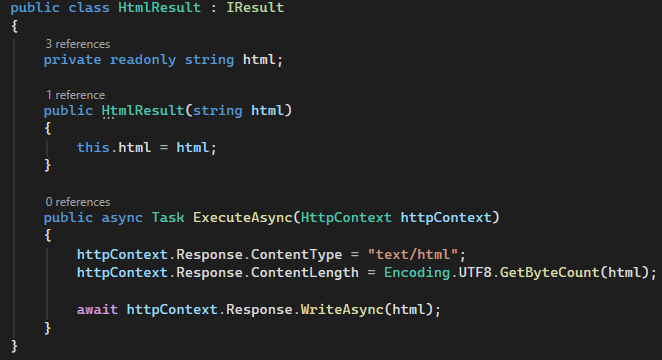 public class HtmlResult : IResult
{
3 references
private readonly string html;
1 reference
public HtmlResult(string html)
{
this.html = html;
}
0 references
public async Task ExecuteAsync(HttpContext httpContext)
{
httpContext.Response.ContentType = "text/html";
httpContext.Response.ContentLength = Encoding.UTF8.GetByteCount(html);
await httpContext.Response.WriteAsync(html);
}
}